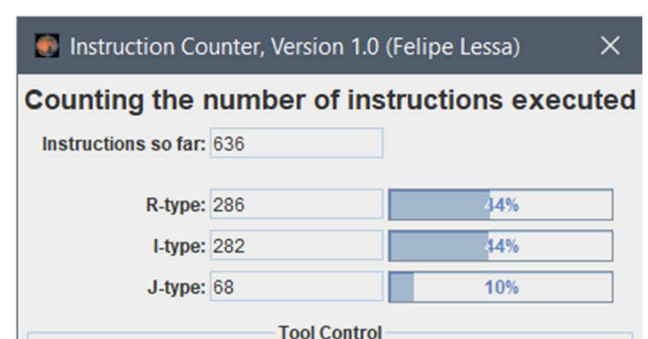 Instruction Counter, Version 1.0 (Felipe Lessa)
Counting the number of instructions executed
Instructions so far: 636
R-type: 286 44%
I-type: 282 44%
J-type: 68 10%
Tool Control